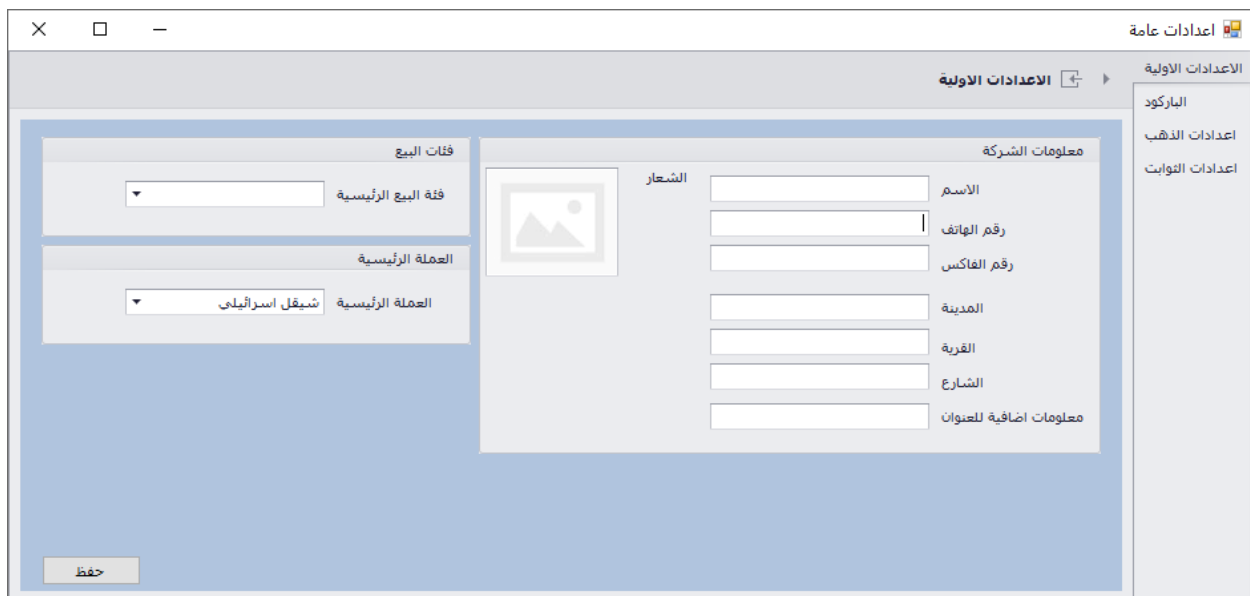 اعدادات عامة
الاعدادات الاولية
الباركود
اعدادات الذهب
اعدادات الثوابت
الاعدادات الاولية
معلومات الشركة
الاسم
رقم الهاتف
رقم الفاكس
المدينة
القرية
الشارع
معلومات اضافية للعنوان
الشعار
فئات البيع
فئة البيع الرئيسية
العملة الرئيسية
العملة الرئيسية شيقل اسرائيلي
حفظ